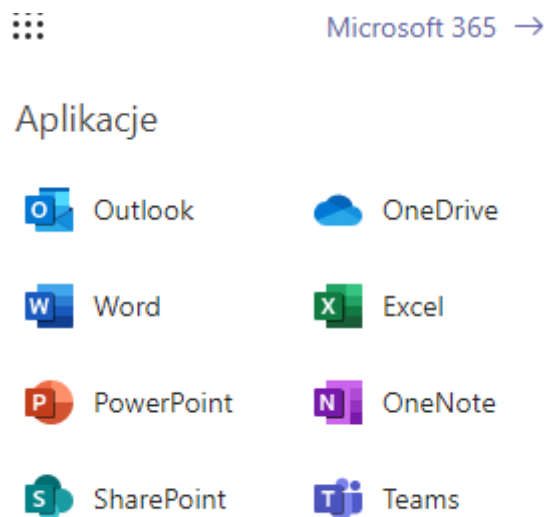 Microsoft 365 →
Aplikacje
O Outlook OneDrive
W Word X Excel
P PowerPoint N OneNote
S SharePoint T Teams